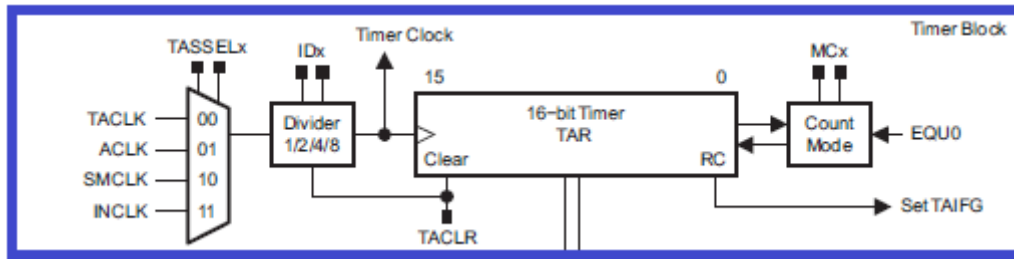 Timer Block
Timer Clock
TASSELx
IDx
MCx
15
0
TACLK
00
ACLK
01
SMCLK
10
INCLK
11
Divider
1/2/4/8
16−bit Timer
TAR
Clear
RC
Count
Mode
EQU0
Set TAIFG
TACLR